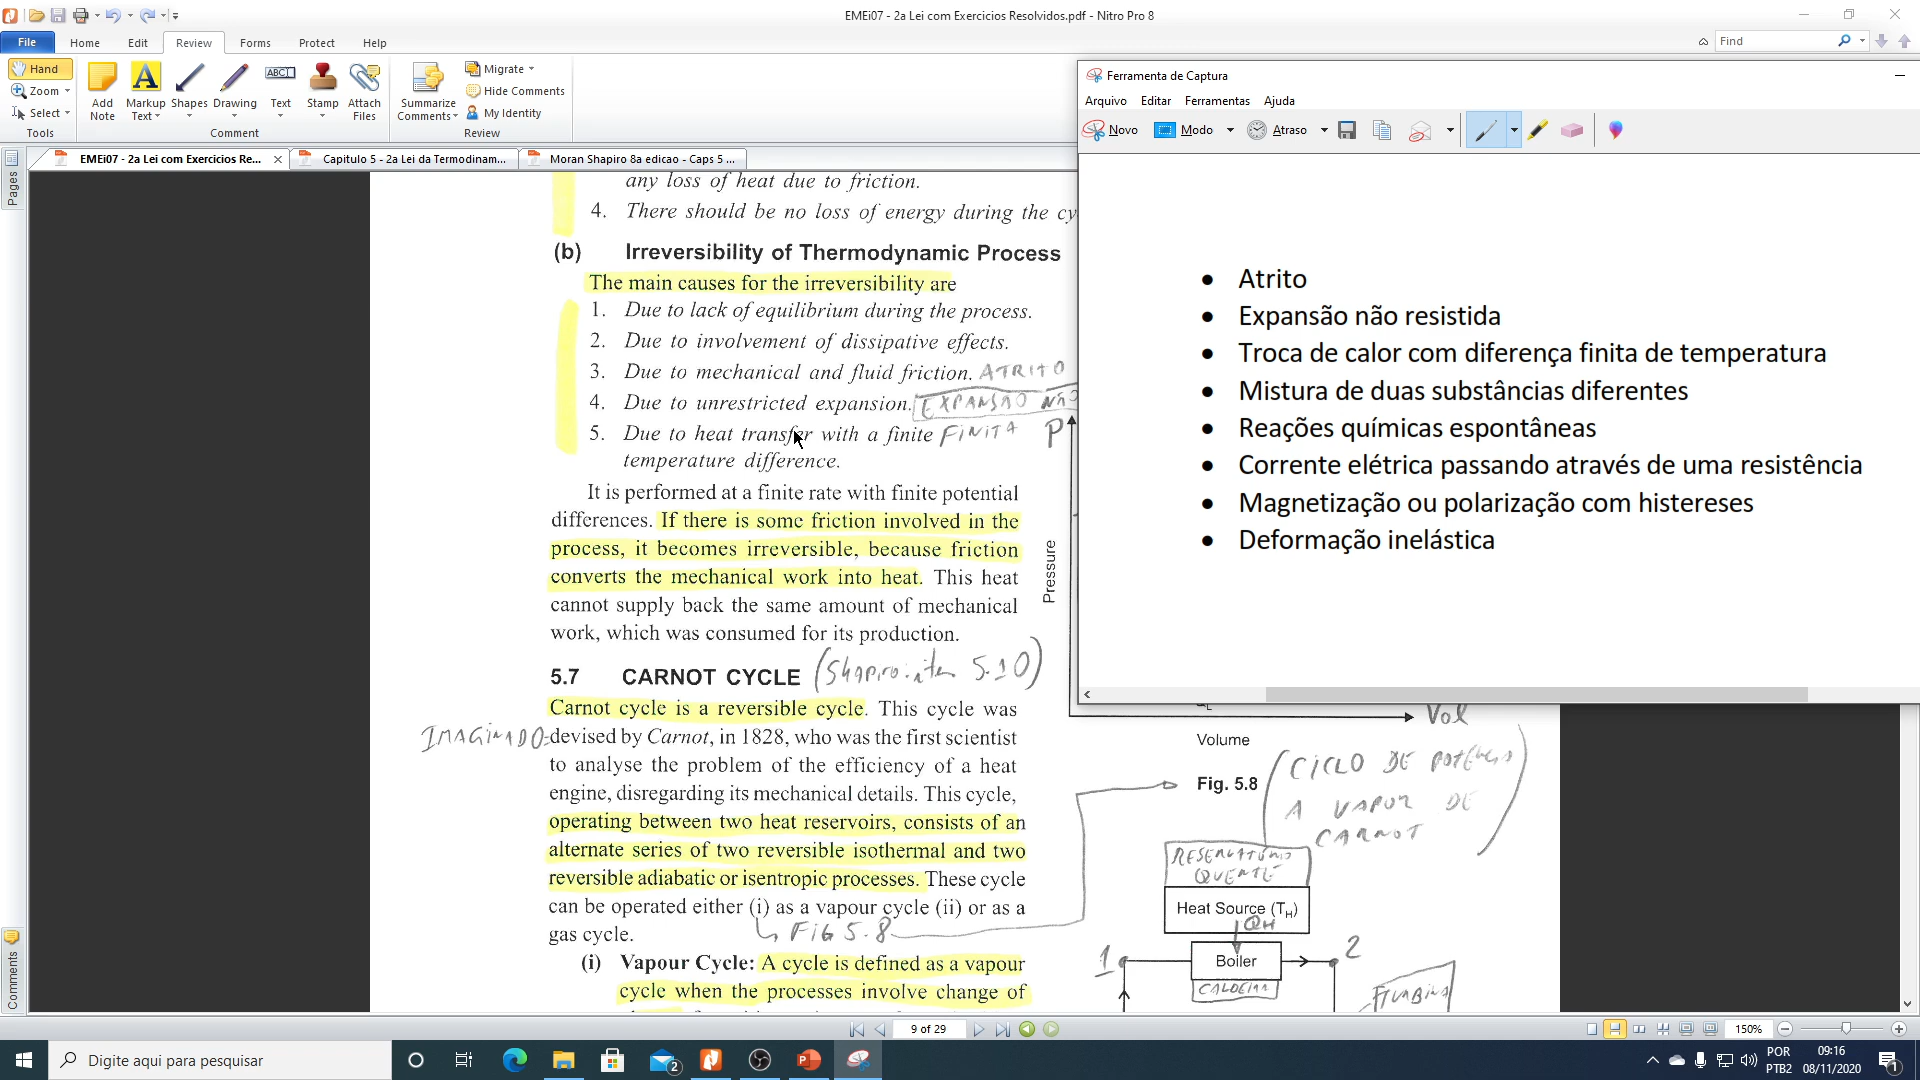 EMEi07 - 2a Lei com Exercicios Resolvidos.pdf - Nitro Pro 8
File Home Edit Review Forms Protect Help
Find
Hand
Zoom
Select
Tools
Add Note
Markup Text
Shapes
Drawing
Text
Stamp
Attach Files
Comment
Summarize Comments
Migrate
Hide Comments
My Identity
Review
EMEi07 - 2a Lei com Exercicios Re...
Capitulo 5 - 2a Lei da Termodinam...
Moran Shapiro 8a edicao - Caps 5 ...
Pages
Comments
any loss of heat due to friction.
4. There should be no loss of energy during the cy
(b) Irreversibility of Thermodynamic Process
The main causes for the irreversibility are
1. Due to lack of equilibrium during the process.
2. Due to involvement of dissipative effects.
3. Due to mechanical and fluid friction. ATRITO
4. Due to unrestricted expansion. EXPANSÃO NÃO
5. Due to heat transfer with a finite FINITA
temperature difference.
It is performed at a finite rate with finite potential
differences. If there is some friction involved in the
process, it becomes irreversible, because friction
converts the mechanical work into heat. This heat
cannot supply back the same amount of mechanical
work, which was consumed for its production.
5.7 CARNOT CYCLE (Shapiro: item 5.10)
Carnot cycle is a reversible cycle. This cycle was
IMAGINADO devised by Carnot, in 1828, who was the first scientist
to analyse the problem of the efficiency of a heat
engine, disregarding its mechanical details. This cycle,
operating between two heat reservoirs, consists of an
alternate series of two reversible isothermal and two
reversible adiabatic or isentropic processes. These cycle
can be operated either (i) as a vapour cycle (ii) or as a
gas cycle. FiG 5.8
(i) Vapour Cycle: A cycle is defined as a vapour
cycle when the processes involve change of
P
Pressure
Vol
Volume
Fig. 5.8
(CICLO DE POTÊNCIA
A VAPOR DE
CARNOT)
RESERVATÓRIO
QUENTE
Heat Source (TH)
QH
1
Boiler
2
CALDEIRA
TURBINA
Ferramenta de Captura
Arquivo Editar Ferramentas Ajuda
Novo Modo Atraso
• Atrito
• Expansão não resistida
• Troca de calor com diferença finita de temperatura
• Mistura de duas substâncias diferentes
• Reações químicas espontâneas
• Corrente elétrica passando através de uma resistência
• Magnetização ou polarização com histereses
• Deformação inelástica
9 of 29
150%
Digite aqui para pesquisar
2
POR
PTB2
09:16
08/11/2020
1